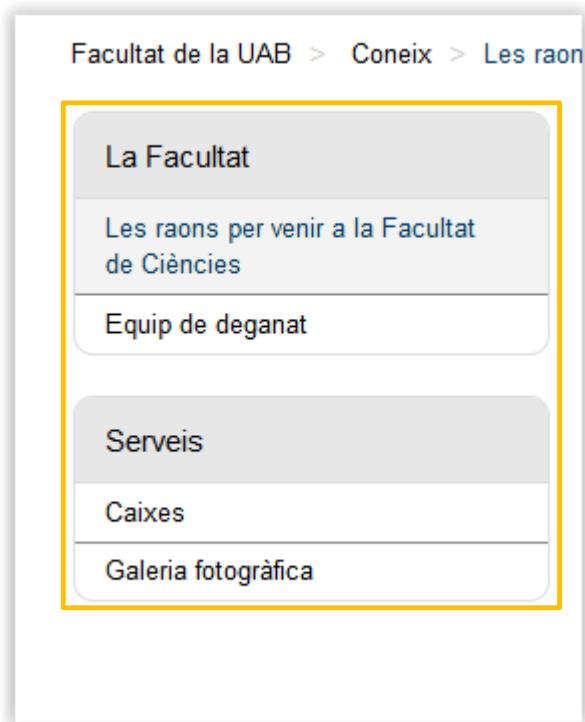 Facultat de la UAB > Coneix > Les raon
La Facultat
Les raons per venir a la Facultat
de Ciències
Equip de deganat
Serveis
Caixes
Galeria fotogràfica